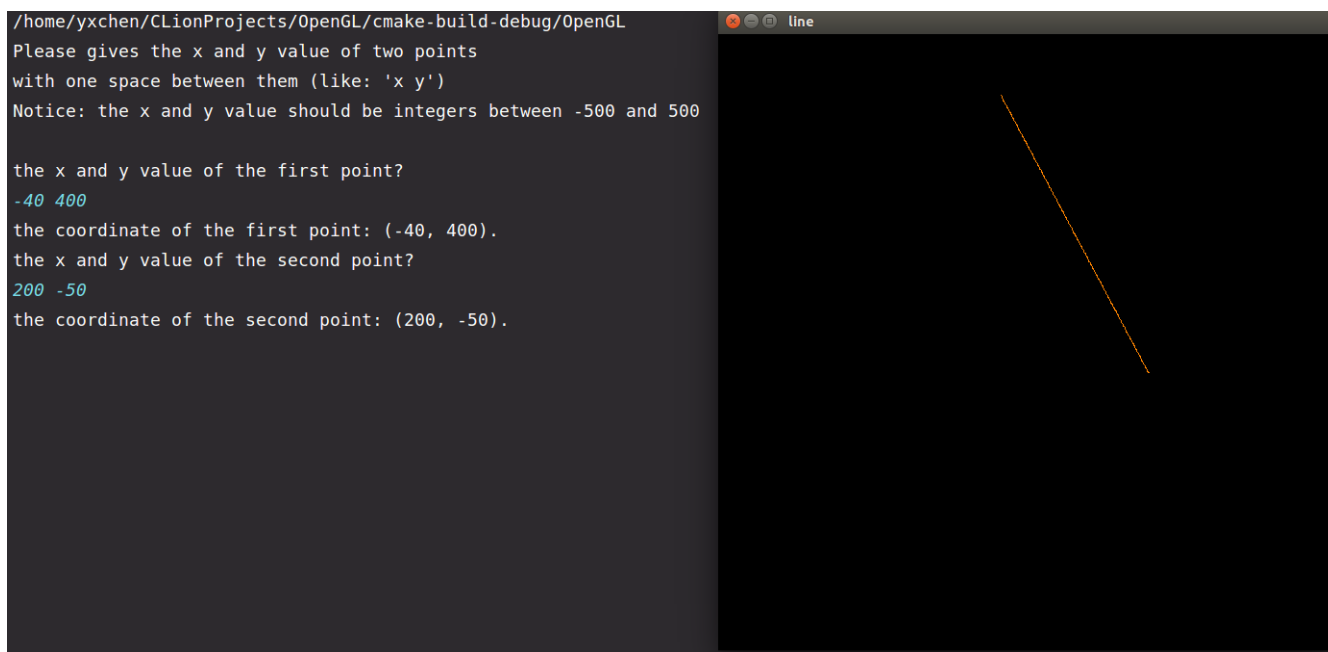 /home/yxchen/CLionProjects/OpenGL/cmake-build-debug/OpenGL
Please gives the x and y value of two points
with one space between them (like: 'x y')
Notice: the x and y value should be integers between -500 and 500
the x and y value of the first point?
-40 400
the coordinate of the first point: (-40, 400).
the x and y value of the second point?
200 -50
the coordinate of the second point: (200, -50).
line